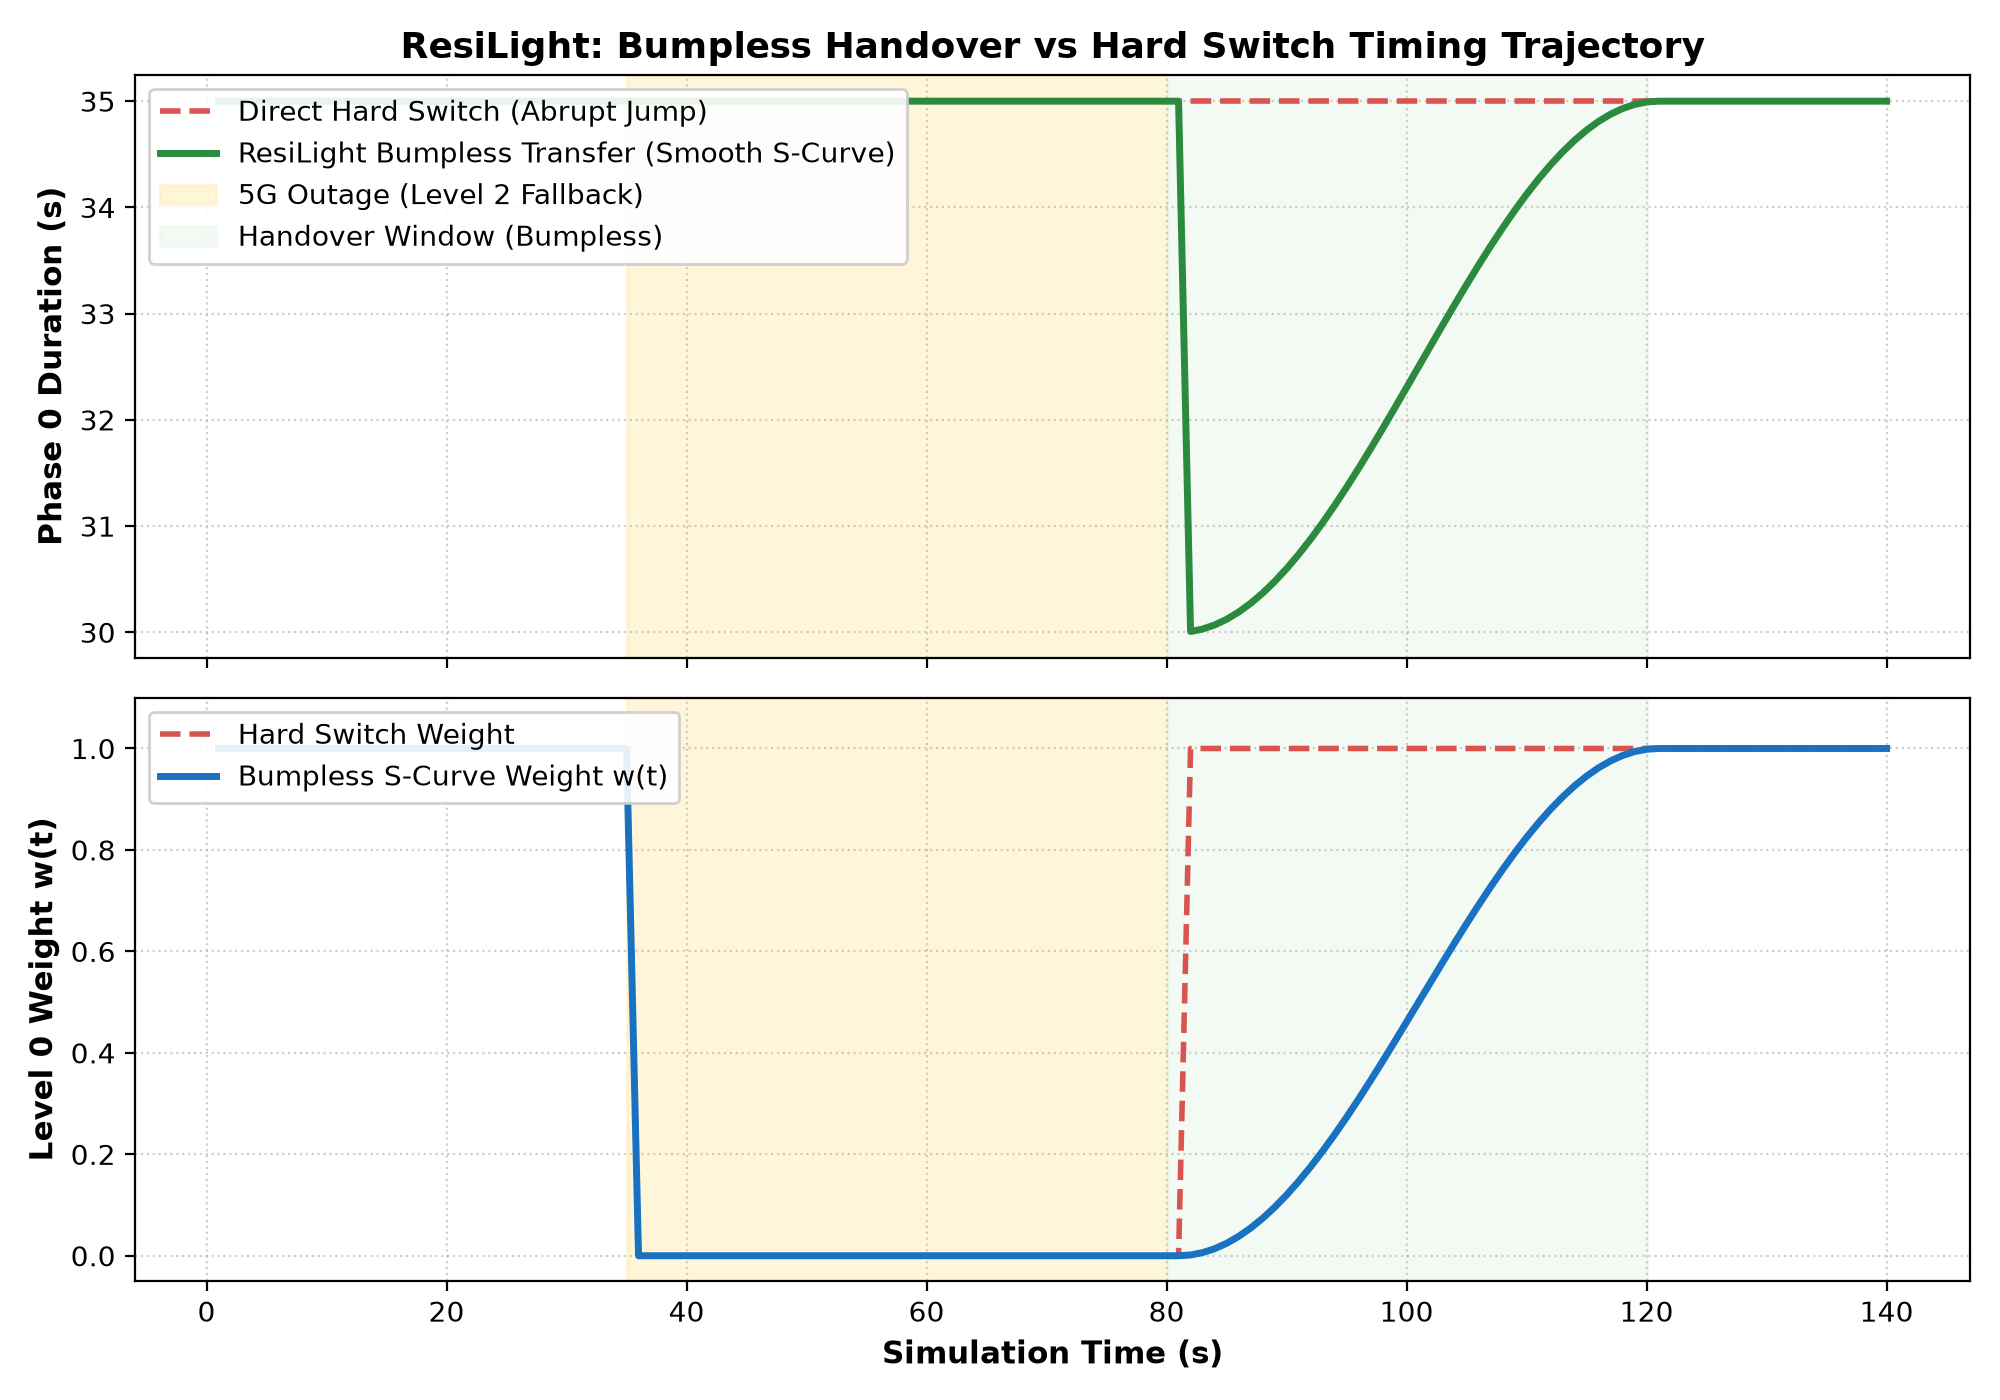 ResiLight: Bumpless Handover vs Hard Switch Timing Trajectory
Phase 0 Duration (s)
35
34
33
32
31
30
Direct Hard Switch (Abrupt Jump)
ResiLight Bumpless Transfer (Smooth S-Curve)
5G Outage (Level 2 Fallback)
Handover Window (Bumpless)
Level 0 Weight w(t)
1.0
0.8
0.6
0.4
0.2
0.0
Hard Switch Weight
Bumpless S-Curve Weight w(t)
0 20 40 60 80 100 120 140
Simulation Time (s)